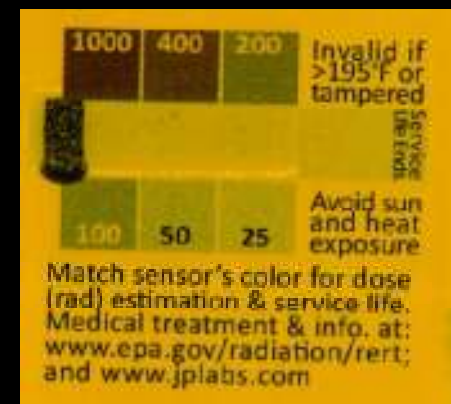 1000 400 200
Invalid if
>195°F or
tampered
Service
Life Ends
100 50 25
Avoid sun
and heat
exposure
Match sensor's color for dose
(rad) estimation & service life.
Medical treatment & info. at:
www.epa.gov/radiation/rert;
and www.jplabs.com